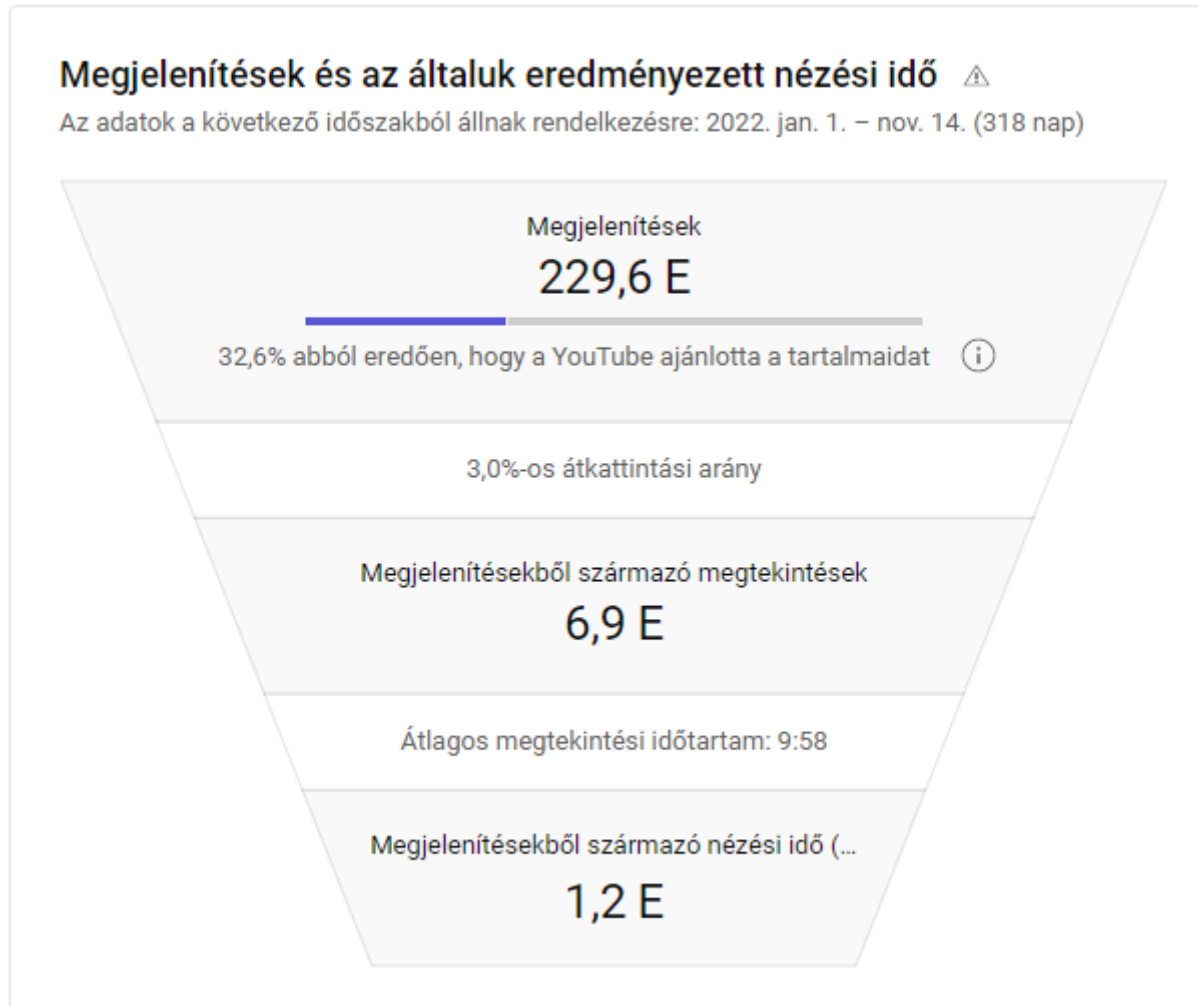 Megjelenítések és az általuk eredményezett nézési idő
Az adatok a következő időszakból állnak rendelkezésre: 2022. jan. 1. – nov. 14. (318 nap)
Megjelenítések
229,6 E
32,6% abból eredően, hogy a YouTube ajánlotta a tartalmaidat
3,0%-os átkattintási arány
Megjelenítésekből származó megtekintések
6,9 E
Átlagos megtekintési időtartam: 9:58
Megjelenítésekből származó nézési idő (...
1,2 E